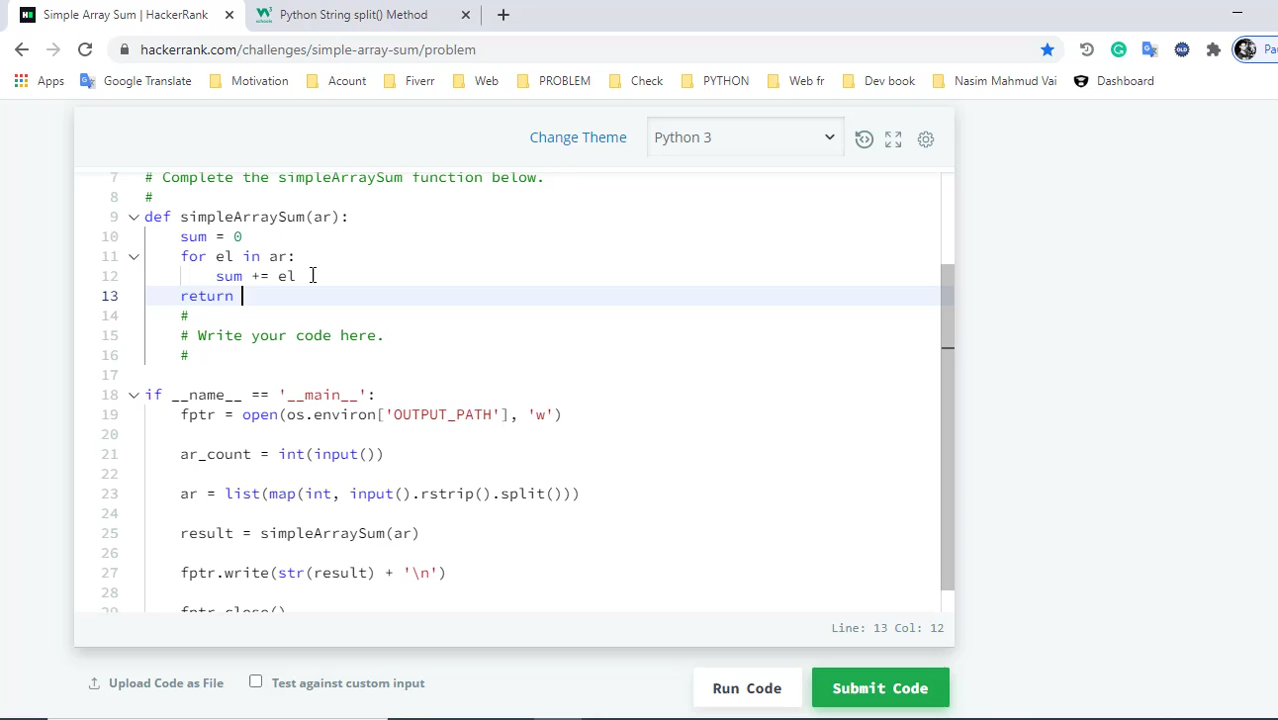 Simple Array Sum | HackerRank
Python String split() Method
hackerrank.com/challenges/simple-array-sum/problem
Apps Google Translate Motivation Acount Fiverr Web PROBLEM Check PYTHON Web fr Dev book Nasim Mahmud Vai Dashboard
Change Theme Python 3
7 # Complete the simpleArraySum function below.
8 #
9 def simpleArraySum(ar):
10 sum = 0
11 for el in ar:
12 sum += el
13 return
14 #
15 # Write your code here.
16 #
17
18 if __name__ == '__main__':
19 fptr = open(os.environ['OUTPUT_PATH'], 'w')
20
21 ar_count = int(input())
22
23 ar = list(map(int, input().rstrip().split()))
24
25 result = simpleArraySum(ar)
26
27 fptr.write(str(result) + '\n')
28
29 fptr.close()
Line: 13 Col: 12
Upload Code as File Test against custom input Run Code Submit Code